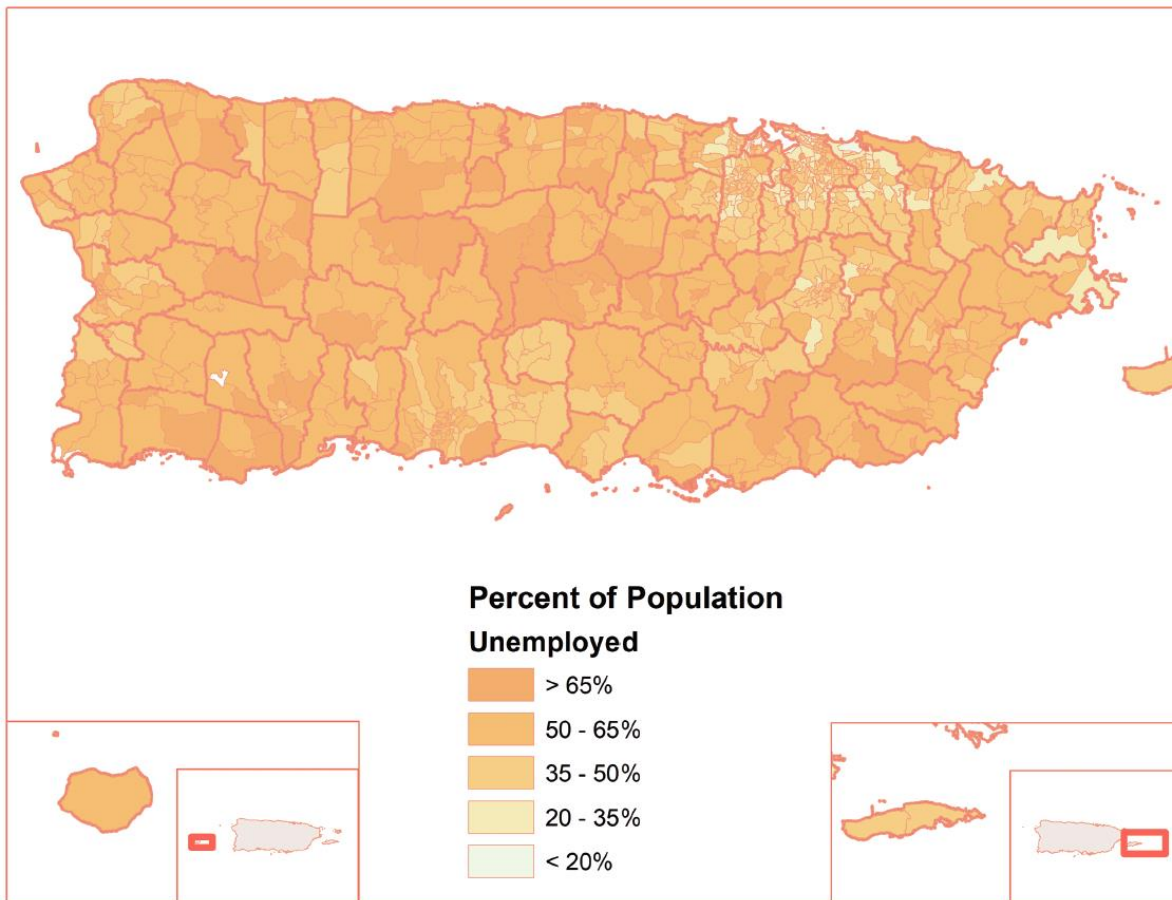 Percent of Population
Unemployed
> 65%
50 - 65%
35 - 50%
20 - 35%
< 20%